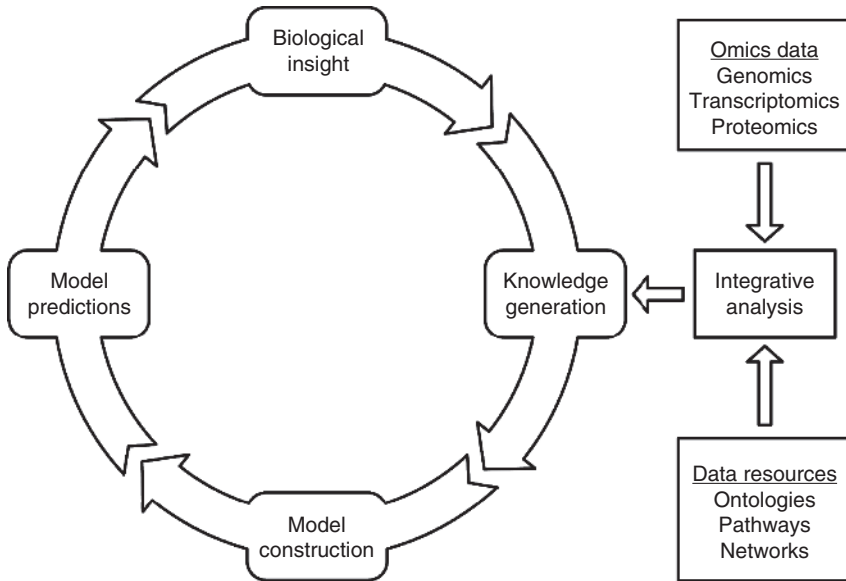 Biological
insight
Omics data
Genomics
Transcriptomics
Proteomics
Model
predictions
Knowledge
generation
Integrative
analysis
Model
construction
Data resources
Ontologies
Pathways
Networks